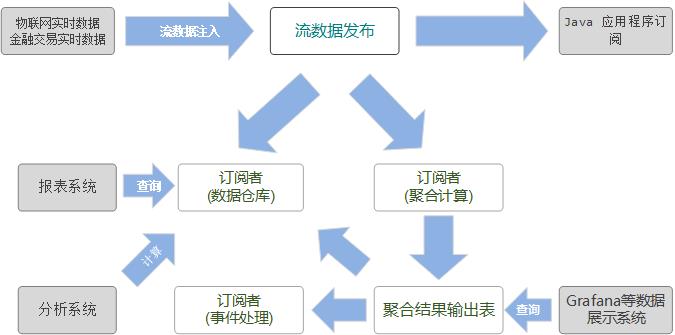 物联网实时数据
金融交易实时数据
流数据注入
流数据发布
Java 应用程序订
阅
报表系统
查询
订阅者
(数据仓库)
订阅者
(聚合计算)
计算
分析系统
订阅者
(事件处理)
聚合结果输出表
查询
Grafana等数据
展示系统